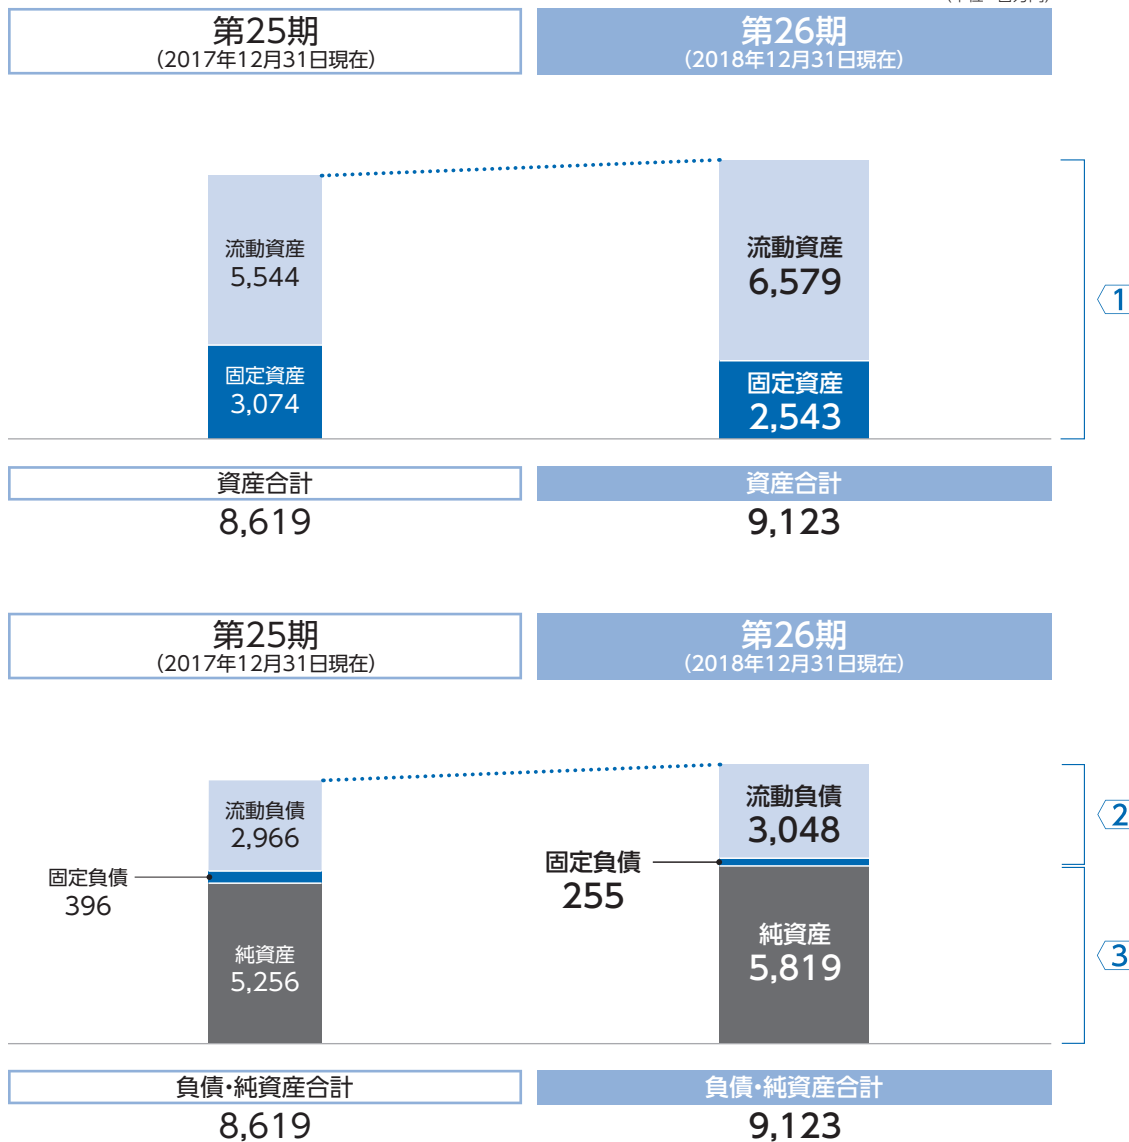 第25期
(2017年12月31日現在)
第26期
(2018年12月31日現在)
流動資産
5,544
固定資産
3,074
流動資産
6,579
固定資産
2,543
1
資産合計
8,619
資産合計
9,123
第25期
(2017年12月31日現在)
第26期
(2018年12月31日現在)
流動負債
2,966
固定負債
396
純資産
5,256
流動負債
3,048
固定負債
255
純資産
5,819
2
3
負債・純資産合計
8,619
負債・純資産合計
9,123